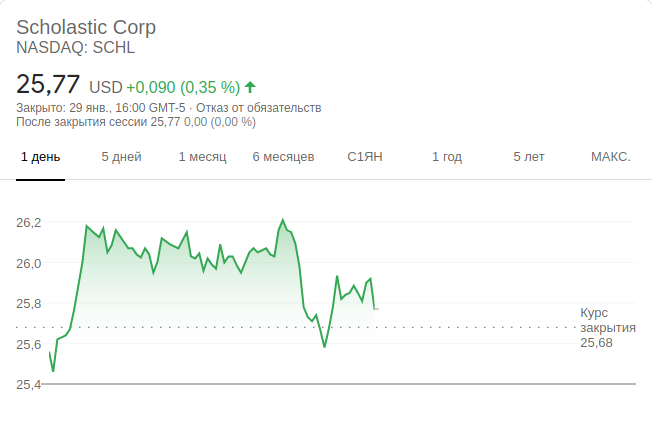 Scholastic Corp
NASDAQ: SCHL
25,77 USD +0,090 (0,35 %)
Закрыто: 29 янв., 16:00 GMT-5 · Отказ от обязательств
После закрытия сессии 25,77 0,00 (0,00 %)
1 день 5 дней 1 месяц 6 месяцев С1ЯН 1 год 5 лет МАКС.
26,2
26,0
25,8
Курс
закрытия
25,68
25,6
25,4